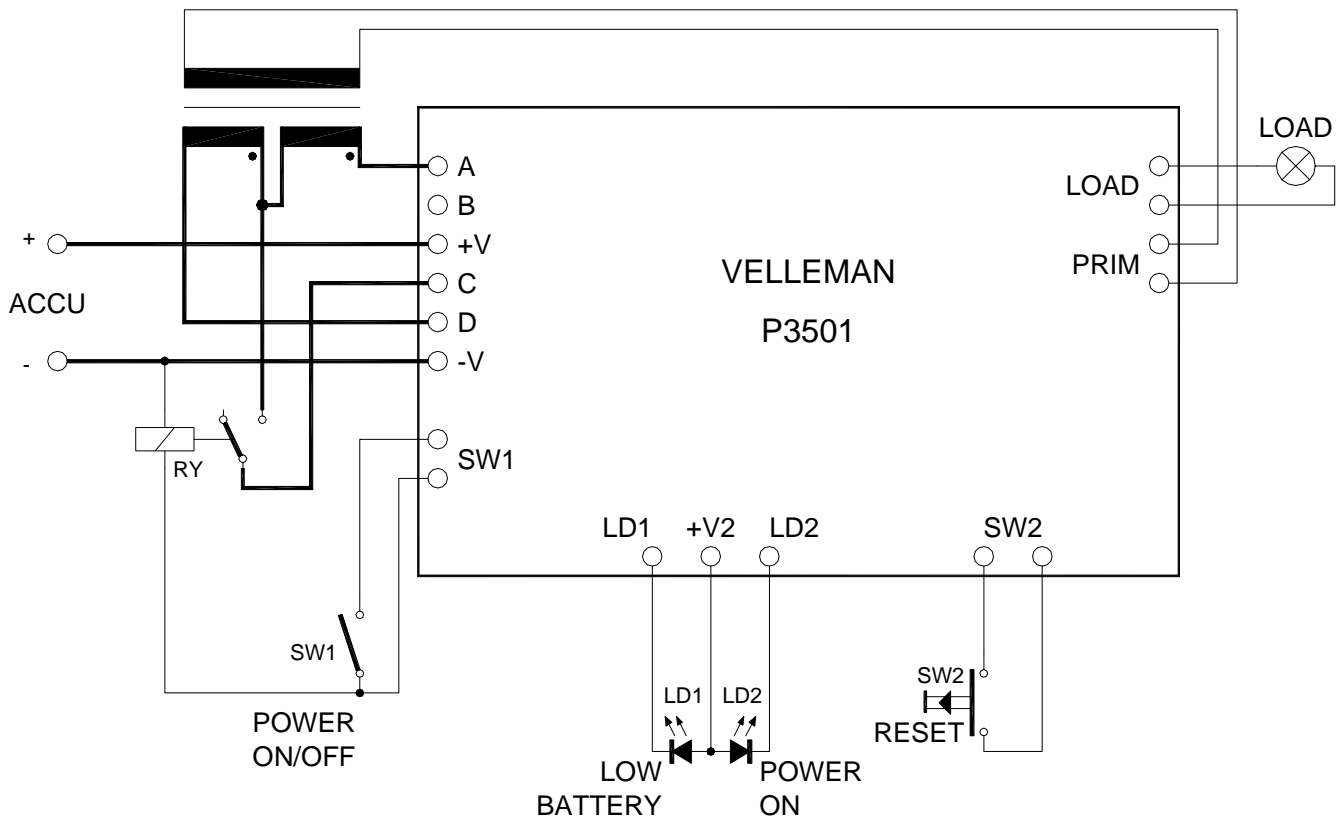 LOAD
A
LOAD
B
+
+V
VELLEMAN
PRIM
C
ACCU
D
P3501
-
-V
RY
SW1
LD1
+V2
LD2
SW2
SW1
SW2
LD1
LD2
POWER
ON/OFF
RESET
LOW
BATTERY
POWER
ON